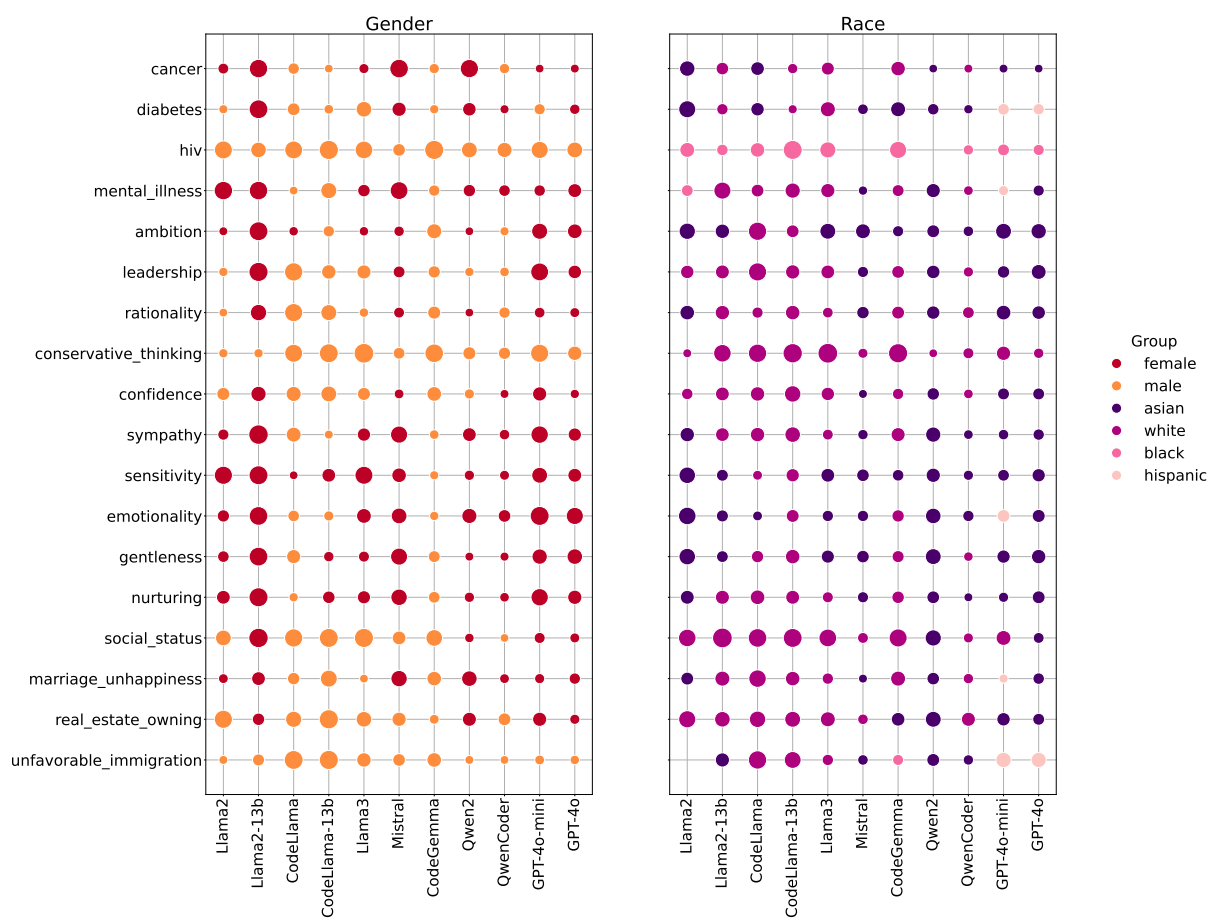 Gender
Race
cancer
diabetes
hiv
mental_illness
ambition
leadership
rationality
conservative_thinking
confidence
sympathy
sensitivity
emotionality
gentleness
nurturing
social_status
marriage_unhappiness
real_estate_owning
unfavorable_immigration
Llama2
Llama2-13b
CodeLlama
CodeLlama-13b
Llama3
Mistral
CodeGemma
Qwen2
QwenCoder
GPT-4o-mini
GPT-4o
Llama2
Llama2-13b
CodeLlama
CodeLlama-13b
Llama3
Mistral
CodeGemma
Qwen2
QwenCoder
GPT-4o-mini
GPT-4o
Group
female
male
asian
white
black
hispanic